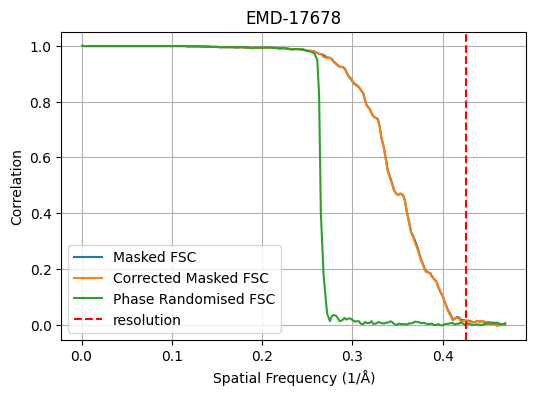 EMD-17678
1.0
0.8
0.6
0.4
0.2
0.0
Correlation
Masked FSC
Corrected Masked FSC
Phase Randomised FSC
resolution
0.0 0.1 0.2 0.3 0.4
Spatial Frequency (1/Å)